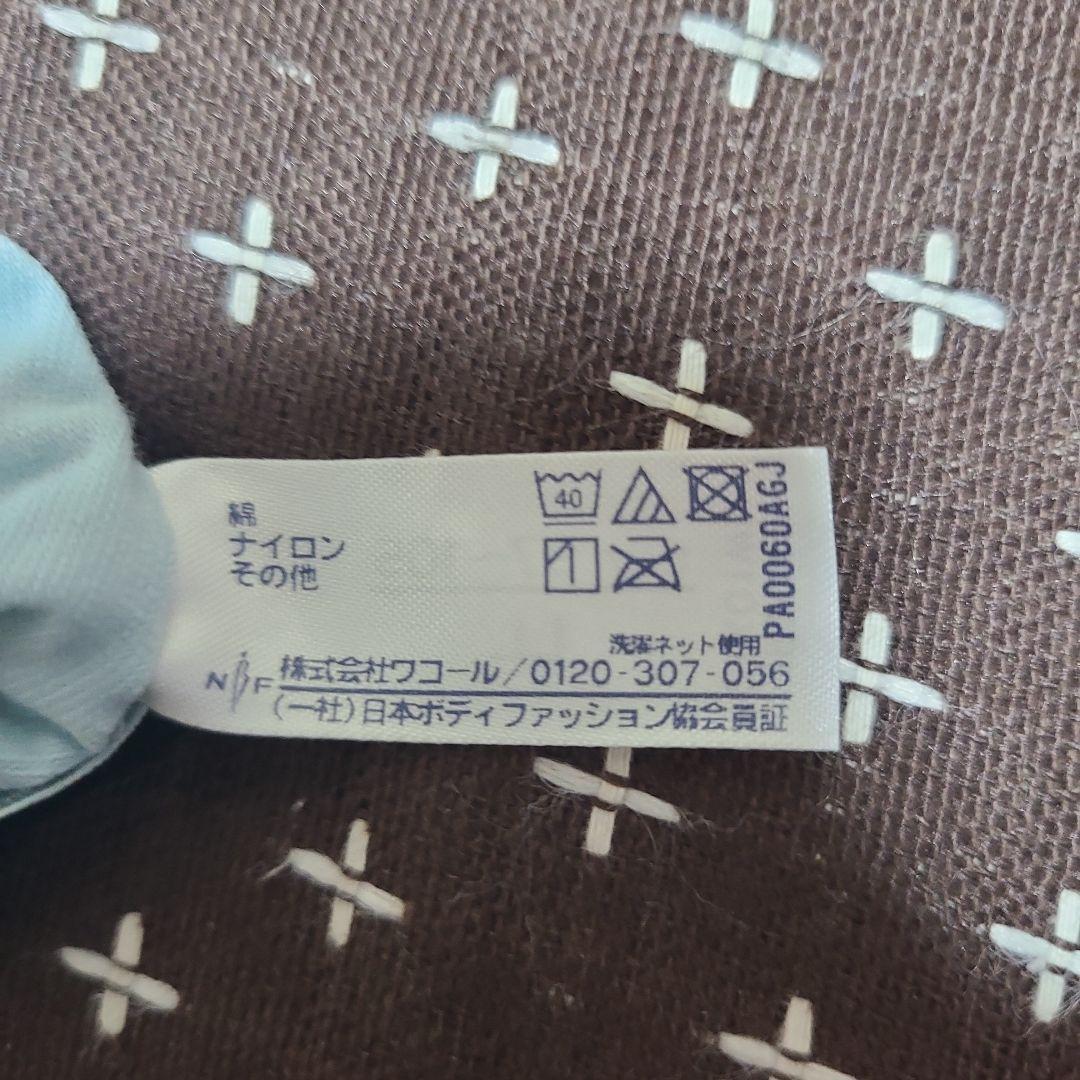 綿
ナイロン
その他
40
PA0060AGJ
洗濯ネット使用
NBF
株式会社ワコール/0120-307-056
(一社)日本ボディファッション協会員証